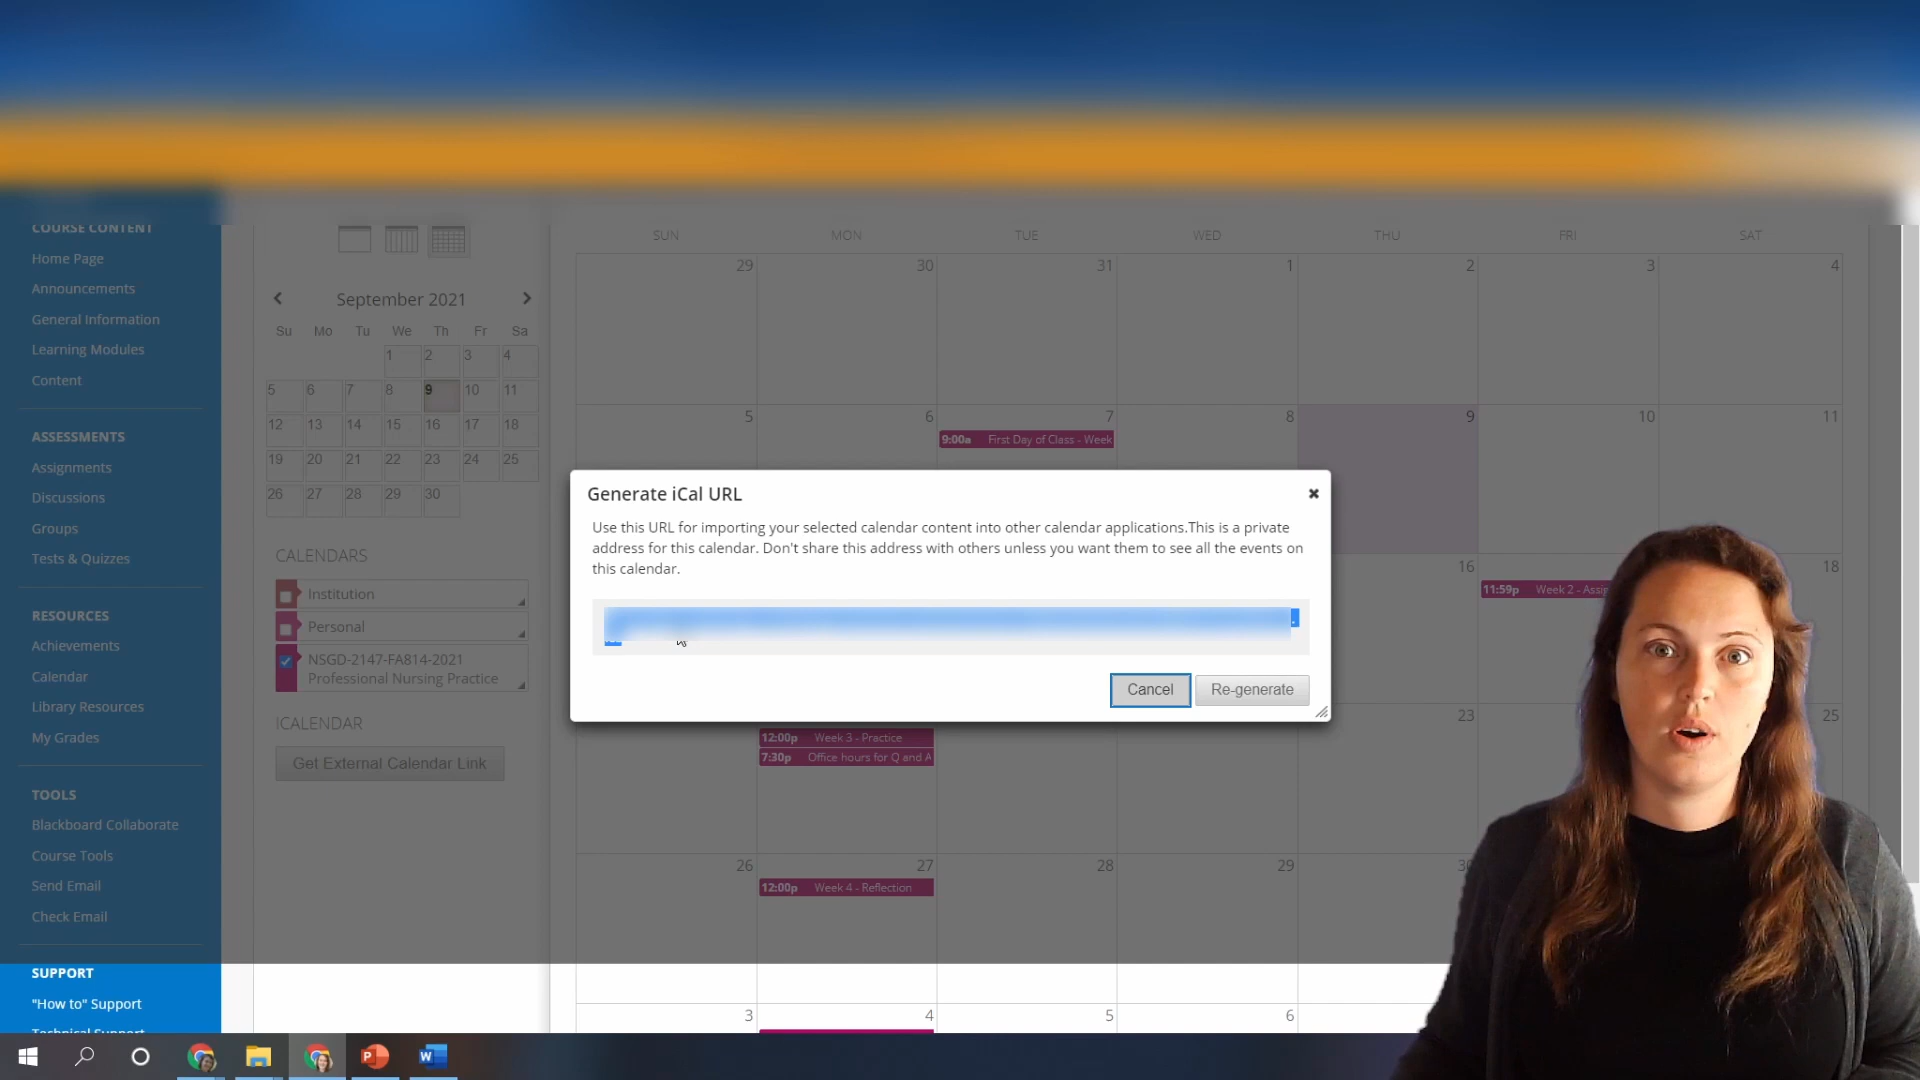 COURSE CONTENT
Home Page
Announcements
General Information
Learning Modules
Content
ASSESSMENTS
Assignments
Discussions
Groups
Tests & Quizzes
RESOURCES
Achievements
Calendar
Library Resources
My Grades
TOOLS
Blackboard Collaborate
Course Tools
Send Email
Check Email
SUPPORT
"How to" Support
Technical Support
September 2021
Su Mo Tu We Th Fr Sa
1 2 3 4
5 6 7 8 9 10 11
12 13 14 15 16 17 18
19 20 21 22 23 24 25
26 27 28 29 30
CALENDARS
Institution
Personal
NSGD-2147-FA814-2021
Professional Nursing Practice
ICALENDAR
Get External Calendar Link
SUN MON TUE WED THU FRI SAT
29 30 31 1 2 3 4
5 6 7 8 9 10 11
9:00a First Day of Class - Week
Generate iCal URL
Use this URL for importing your selected calendar content into other calendar applications.This is a private
address for this calendar. Don't share this address with others unless you want them to see all the events on
this calendar.
Cancel Re-generate
16 18
11:59p Week 2 -
23 25
12:00p Week 3 - Practice
7:30p Office hours for Q and A
26 27 28 29
12:00p Week 4 - Reflection
3 4 5 6